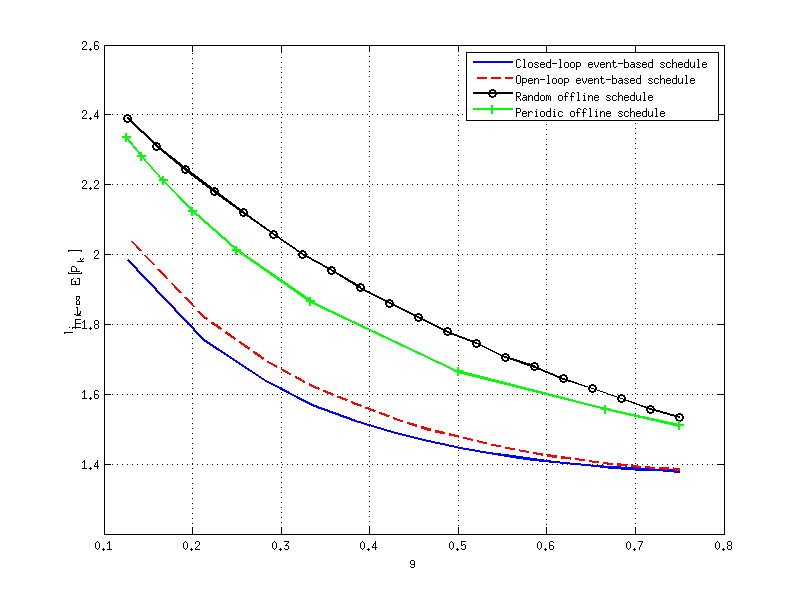 2.6
2.4
2.2
2
1.8
1.6
1.4
0.1 0.2 0.3 0.4 0.5 0.6 0.7 0.8
9
lim k→∞ E[P k ]
Closed-loop event-based schedule
Open-loop event-based schedule
Random offline schedule
Periodic offline schedule